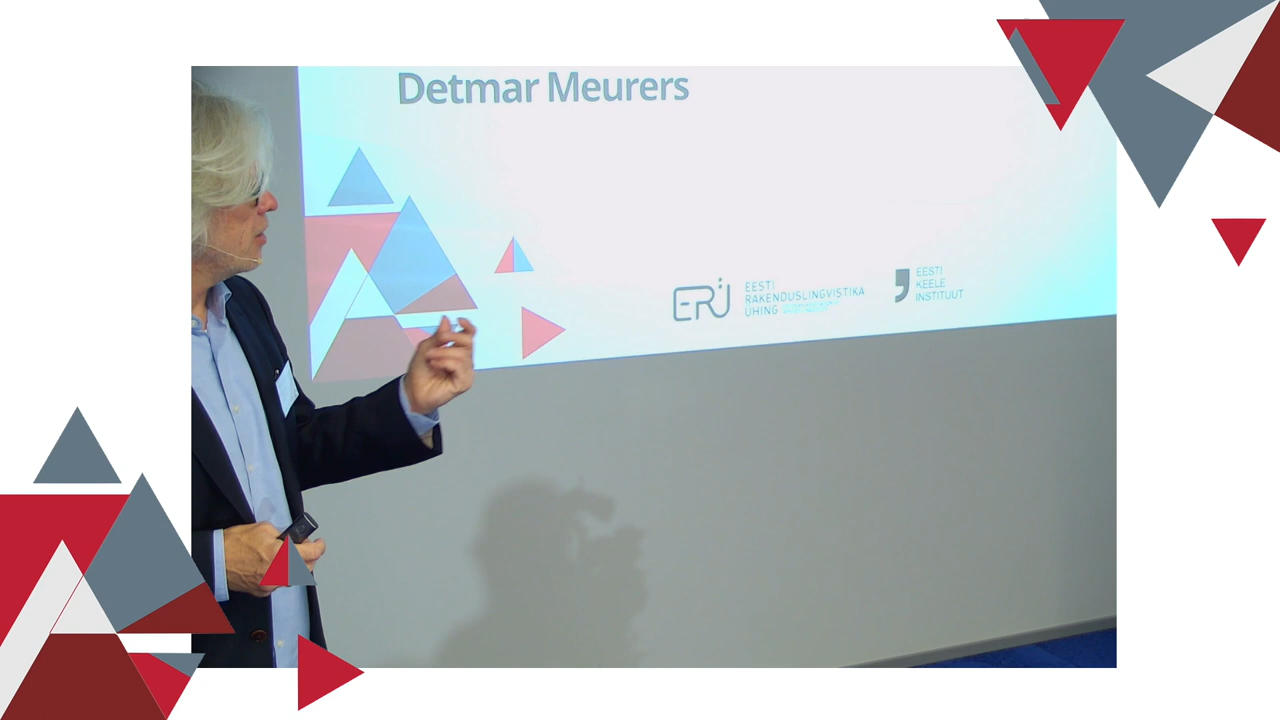 Detmar Meurers
ERÜ
EESTI
RAKENDUSLINGVISTIKA
ÜHING
EESTI
KEELE
INSTITUUT